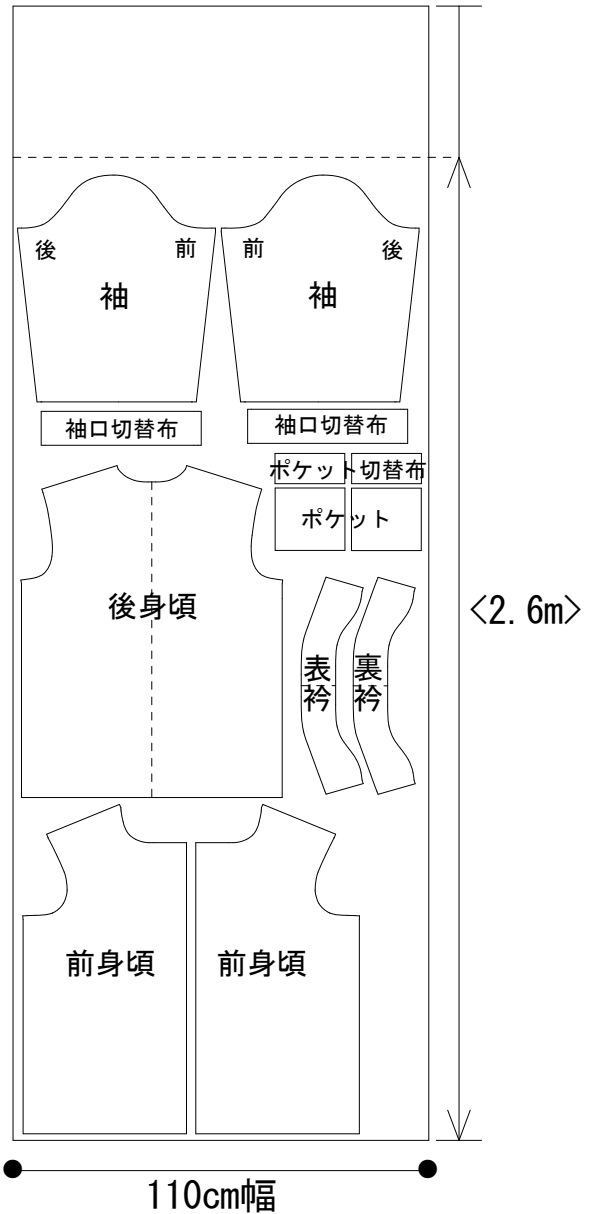 後 前 前 後
袖 袖
袖口切替布 袖口切替布
ポケット切替布
ポケット
後身頃
<2.6m>
表衿 裏衿
前身頃 前身頃
110cm幅